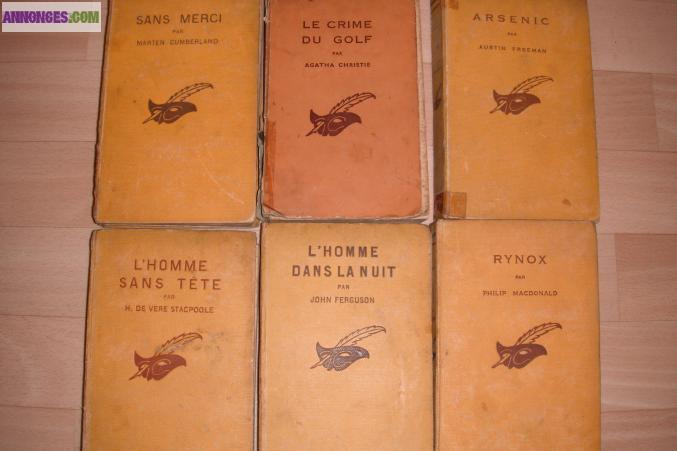 ANNONGES.COM
SANS MERCI
PAR
MARTEN CUMBERLAND
LE CRIME
DU GOLF
PAR
AGATHA CHRISTIE
ARSENIC
PAR
AUSTIN FREEMAN
L'HOMME
SANS TÊTE
PAR
H. DE VERE STACPOOLE
L'HOMME
DANS LA NUIT
PAR
JOHN FERGUSON
RYNOX
PAR
PHILIP MACDONALD